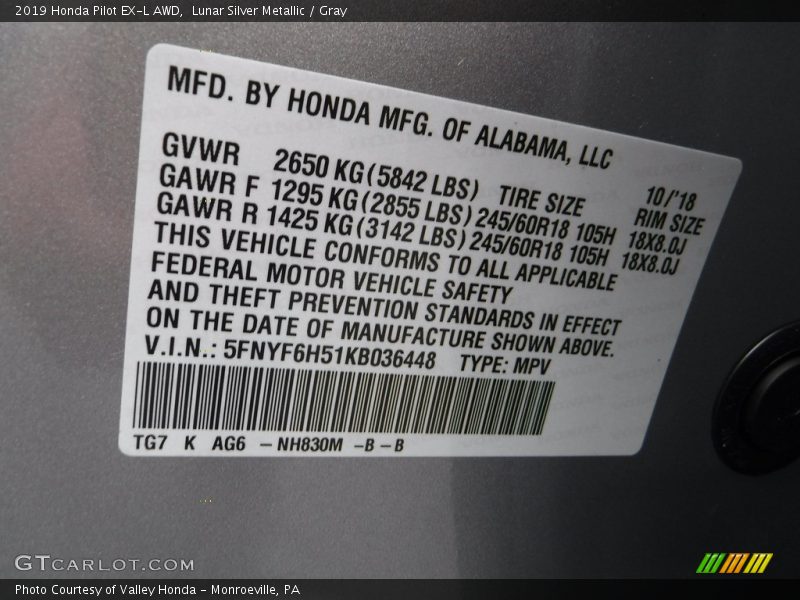 2019 Honda Pilot EX-L AWD,  Lunar Silver Metallic / Gray
MFD. BY HONDA MFG. OF ALABAMA, LLC
10/'18
GVWR 2650 KG (5842 LBS) TIRE SIZE RIM SIZE
GAWR F 1295 KG (2855 LBS) 245/60R18 105H 18X8.0J
GAWR R 1425 KG (3142 LBS) 245/60R18 105H 18X8.0J
THIS VEHICLE CONFORMS TO ALL APPLICABLE
FEDERAL MOTOR VEHICLE SAFETY
AND THEFT PREVENTION STANDARDS IN EFFECT
ON THE DATE OF MANUFACTURE SHOWN ABOVE.
V.I.N.: 5FNYF6H51KB036448 TYPE: MPV
TG7 K AG6 – NH830M –B – B
GTCARLOT.COM
Photo Courtesy of Valley Honda – Monroeville, PA